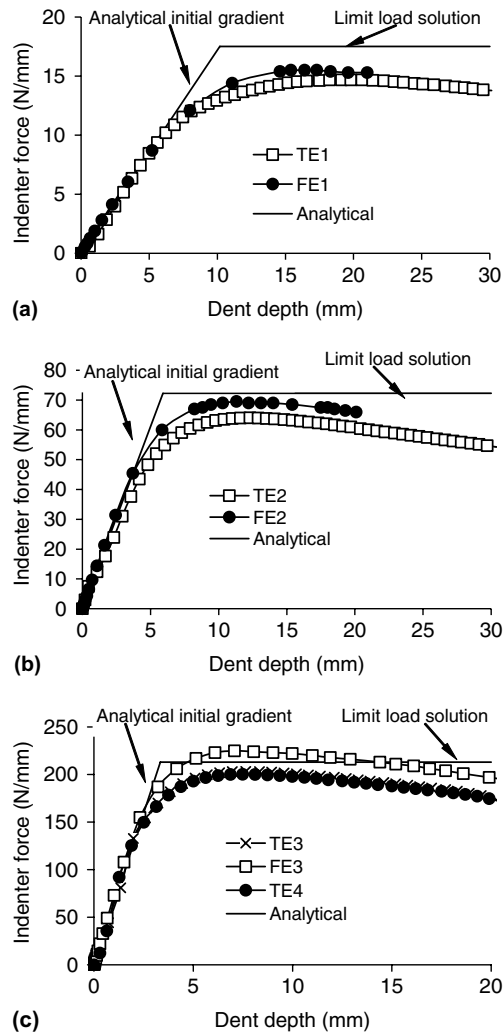 Analytical initial gradient
Limit load solution
Indenter force (N/mm)
20
15
10
5
0
TE1
FE1
Analytical
0 5 10 15 20 25 30
Dent depth (mm)
(a)
Limit load solution
Analytical initial gradient
Indenter force (N/mm)
80
70
60
50
40
30
20
10
0
TE2
FE2
Analytical
0 5 10 15 20 25 30
Dent depth (mm)
(b)
Analytical initial gradient
Limit load solution
Indenter force (N/mm)
250
200
150
100
50
0
TE3
FE3
TE4
Analytical
0 5 10 15 20
Dent depth (mm)
(c)